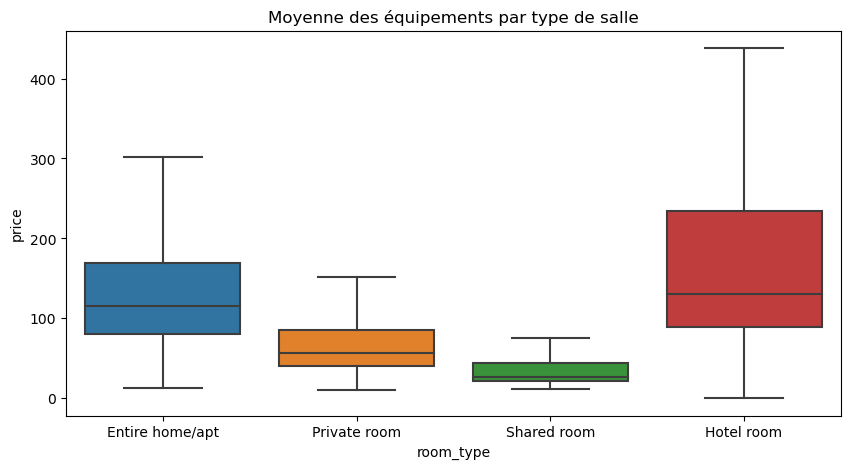 Moyenne des équipements par type de salle
price
400
300
200
100
0
Entire home/apt
Private room
Shared room
Hotel room
room_type